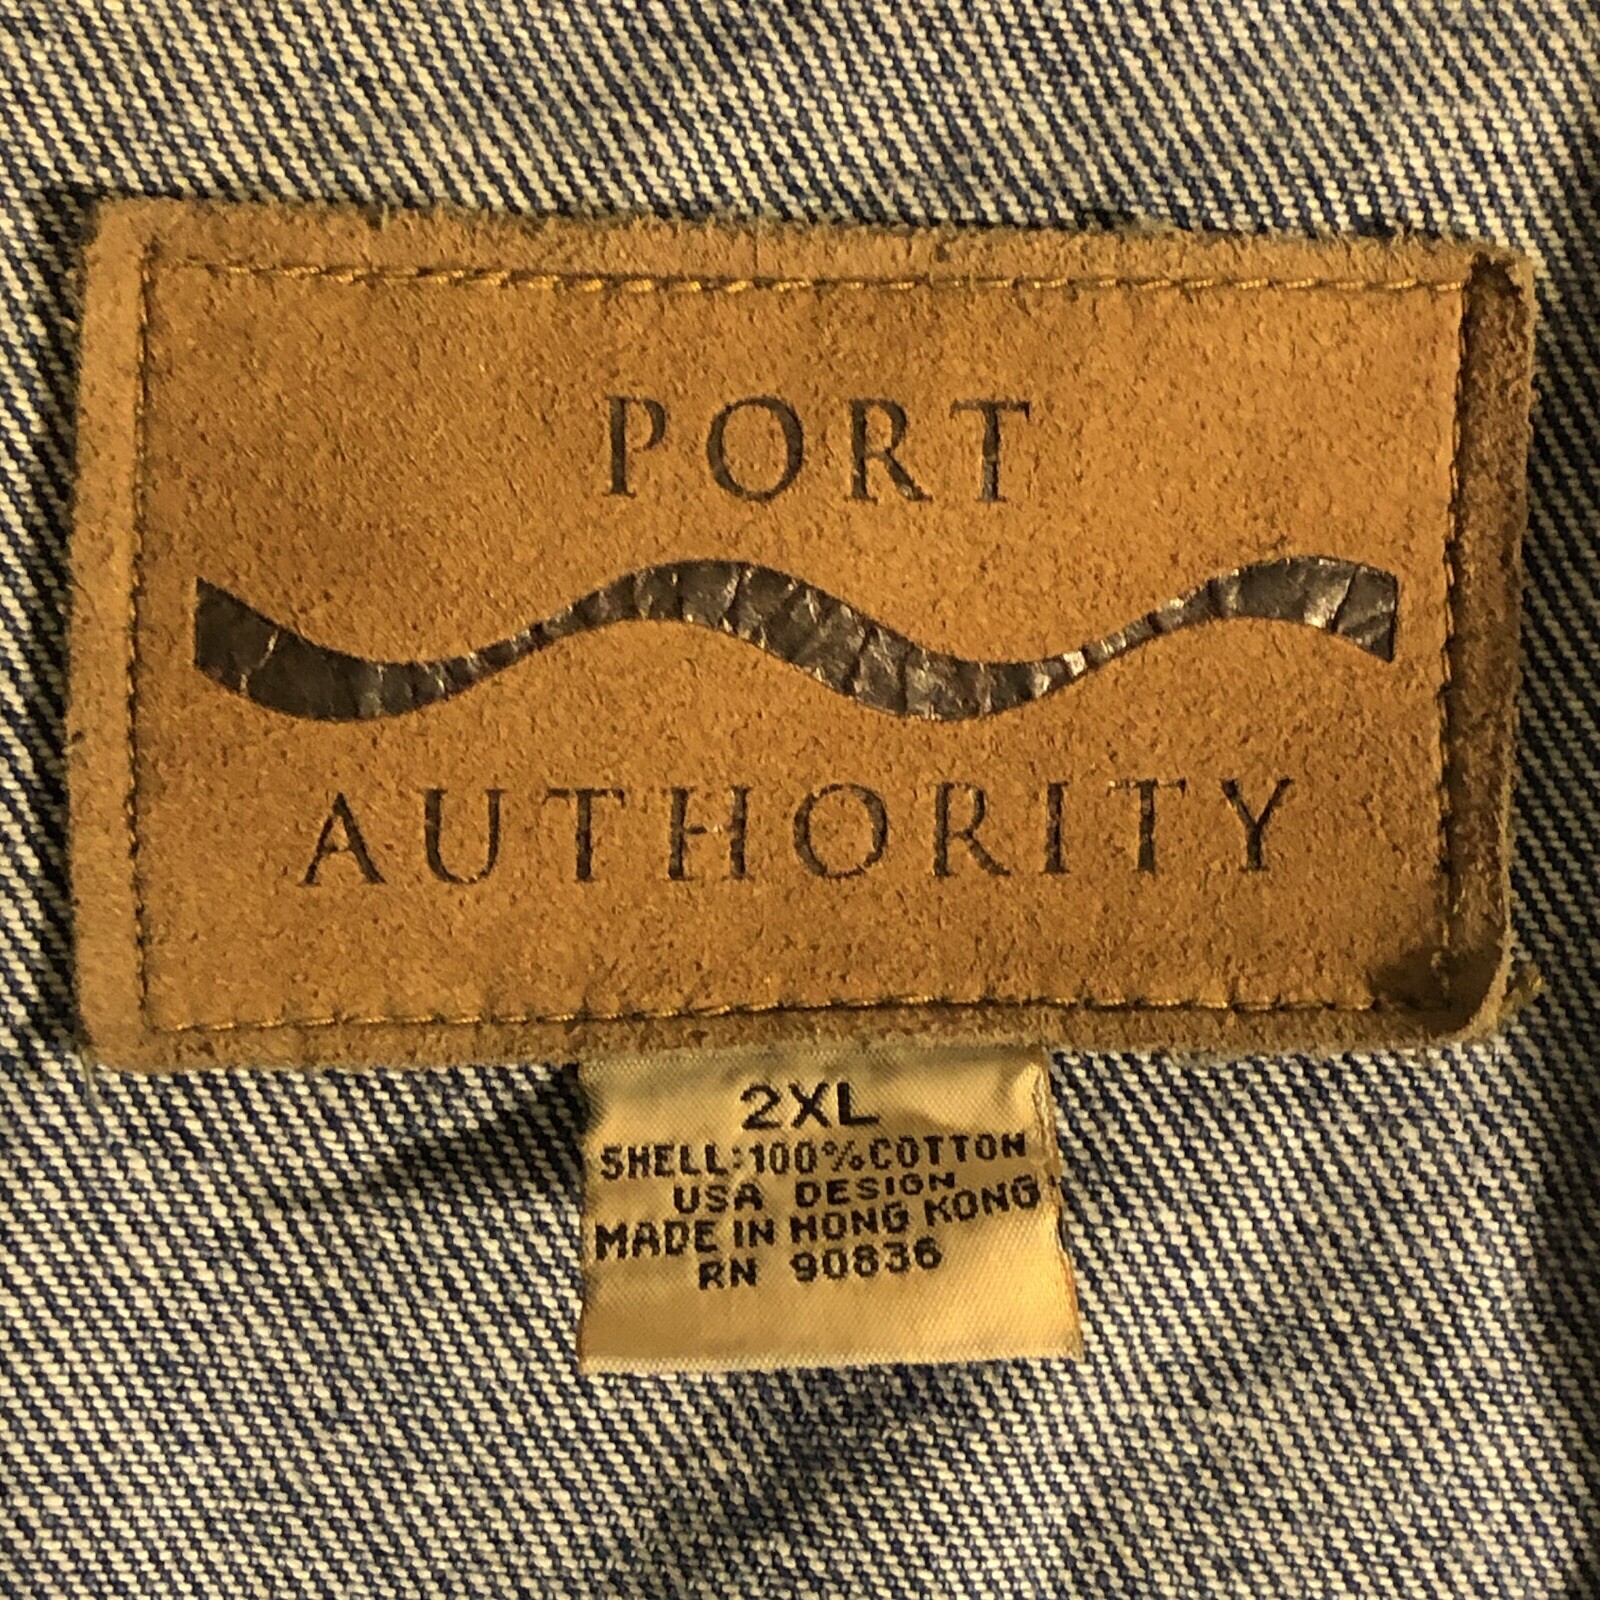 PORT
AUTHORITY
2XL
SHELL:100%COTTON
USA DESIGN
MADE IN HONG KONG
RN 90836